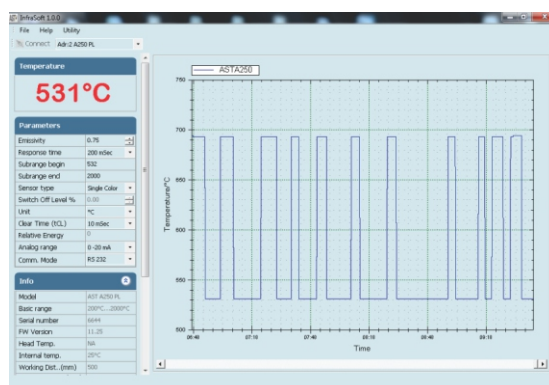 InfraSoft 1.0.0
File Help Utility
Connect Adr:2 A250 PL
Temperature
531°C
Parameters
Emissivity 0.75
Response time 200 mSec
Subrange begin 532
Subrange end 2000
Sensor type Single Color
Switch Off Level % 0.00
Unit °C
Clear Time (tCL) 10 mSec
Relative Energy 0
Analog range 0 -20 mA
Comm. Mode RS 232
Info
Model AST A250 PL
Basic range 200°C...2000°C
Serial number 6644
FW Version 11.25
Head Temp. NA
Internal temp. 25°C
Working Dist..(mm) 500
ASTA250
Temperature/°C
750
700
650
600
550
500
Time